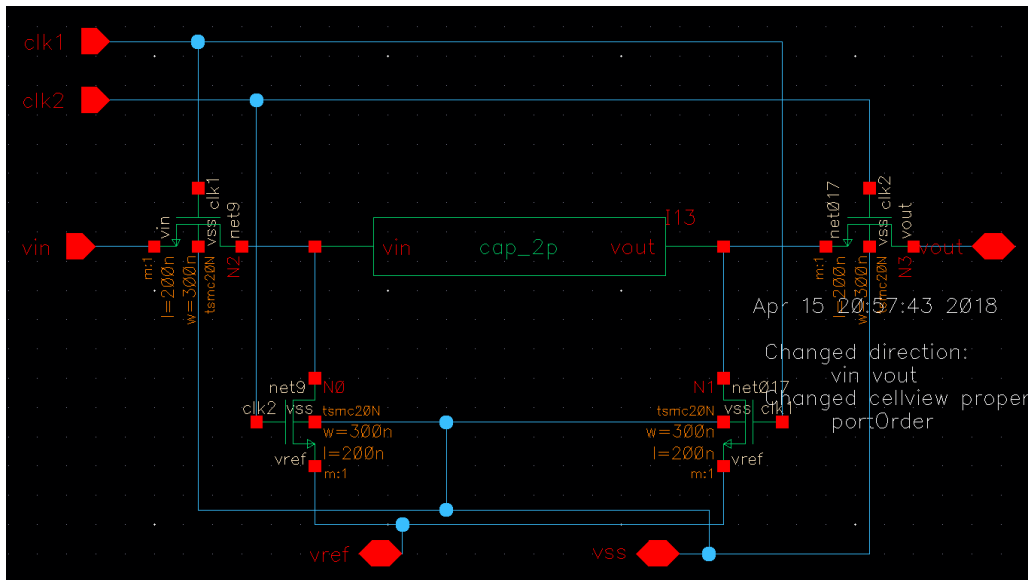 clk1
clk2
clk1
vin
vss
net9
vin
m:1
l=200n
w=300n
tsmc20N
N2
I13
vin
cap_2p
vout
clk2
net017
vss
vout
vout
m:1
l=200n
w=300n
tsmc20N
N3
Apr 15 20:57:43 2018
Changed direction:
vin vout
Changed cellview proper
portOrder
net9
N0
clk2
vss
tsmc20N
w=300n
l=200n
vref
m:1
N1
net017
tsmc20N
vss
clk1
w=300n
l=200n
vref
m:1
vref
vss